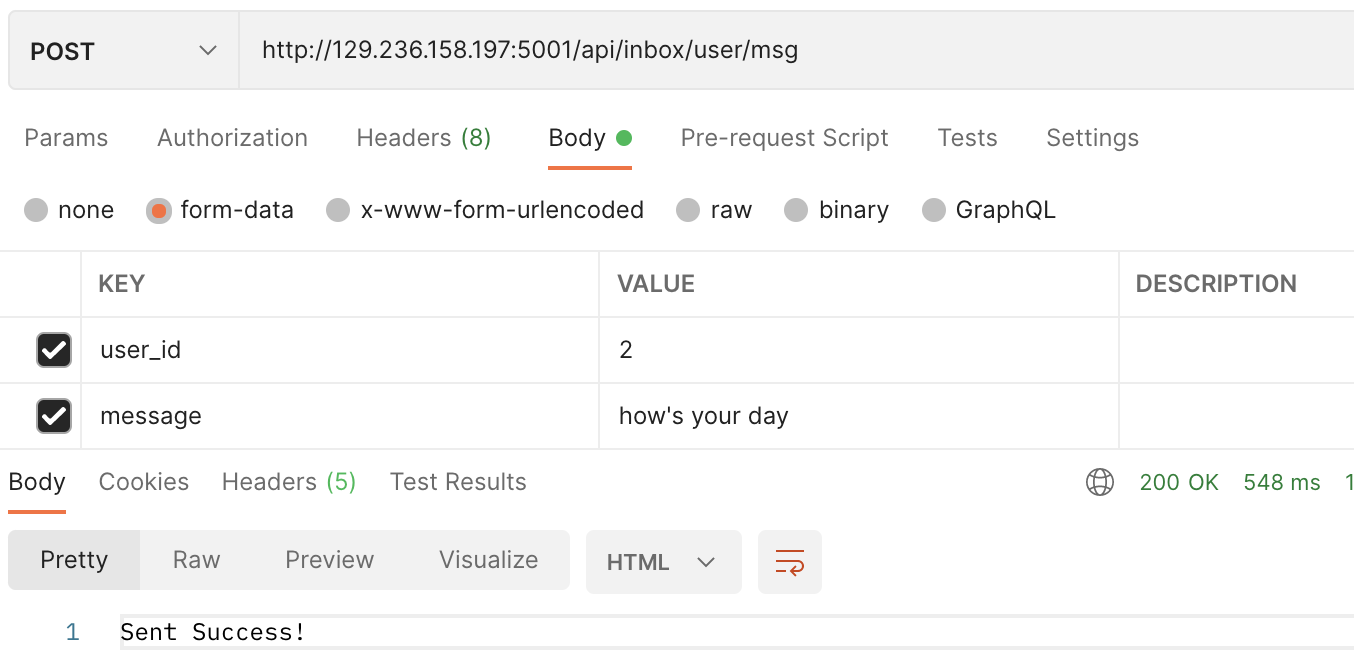 POST http://129.236.158.197:5001/api/inbox/user/msg
Params Authorization Headers (8) Body Pre-request Script Tests Settings
none form-data x-www-form-urlencoded raw binary GraphQL
KEY VALUE DESCRIPTION
user_id 2
message how's your day
Body Cookies Headers (5) Test Results 200 OK 548 ms 1
Pretty Raw Preview Visualize HTML
1 Sent Success!